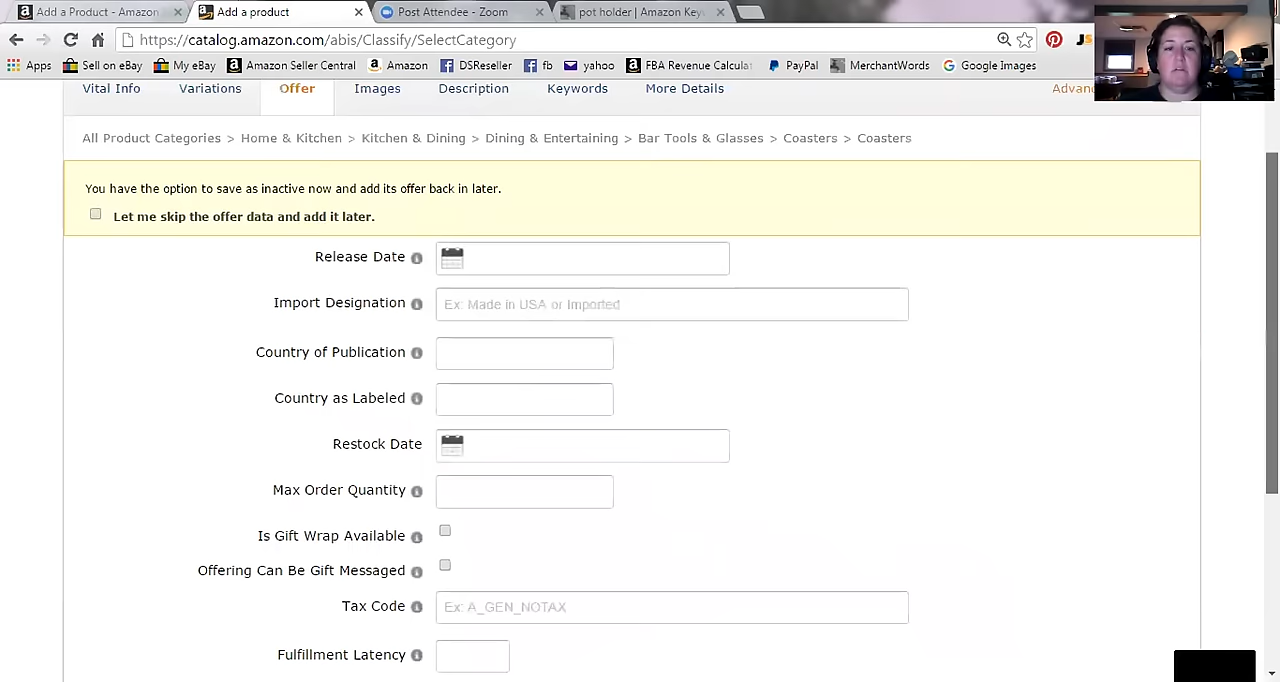 Add a Product - Amazon
Add a product
Post Attendee - Zoom
pot holder | Amazon Key
https://catalog.amazon.com/abis/Classify/SelectCategory
Apps
Sell on eBay
My eBay
Amazon Seller Central
Amazon
FB Reseller
fb
yahoo
FBA Revenue Calcula
PayPal
MerchantWords
Google Images
Vital Info
Variations
Offer
Images
Description
Keywords
More Details
Advan
All Product Categories > Home & Kitchen > Kitchen & Dining > Dining & Entertaining > Bar Tools & Glasses > Coasters > Coasters
You have the option to save as inactive now and add its offer back in later.
Let me skip the offer data and add it later.
Release Date
Import Designation
Ex: Made in USA or Imported
Country of Publication
Country as Labeled
Restock Date
Max Order Quantity
Is Gift Wrap Available
Offering Can Be Gift Messaged
Tax Code
Ex: A_GEN_NOTAX
Fulfillment Latency